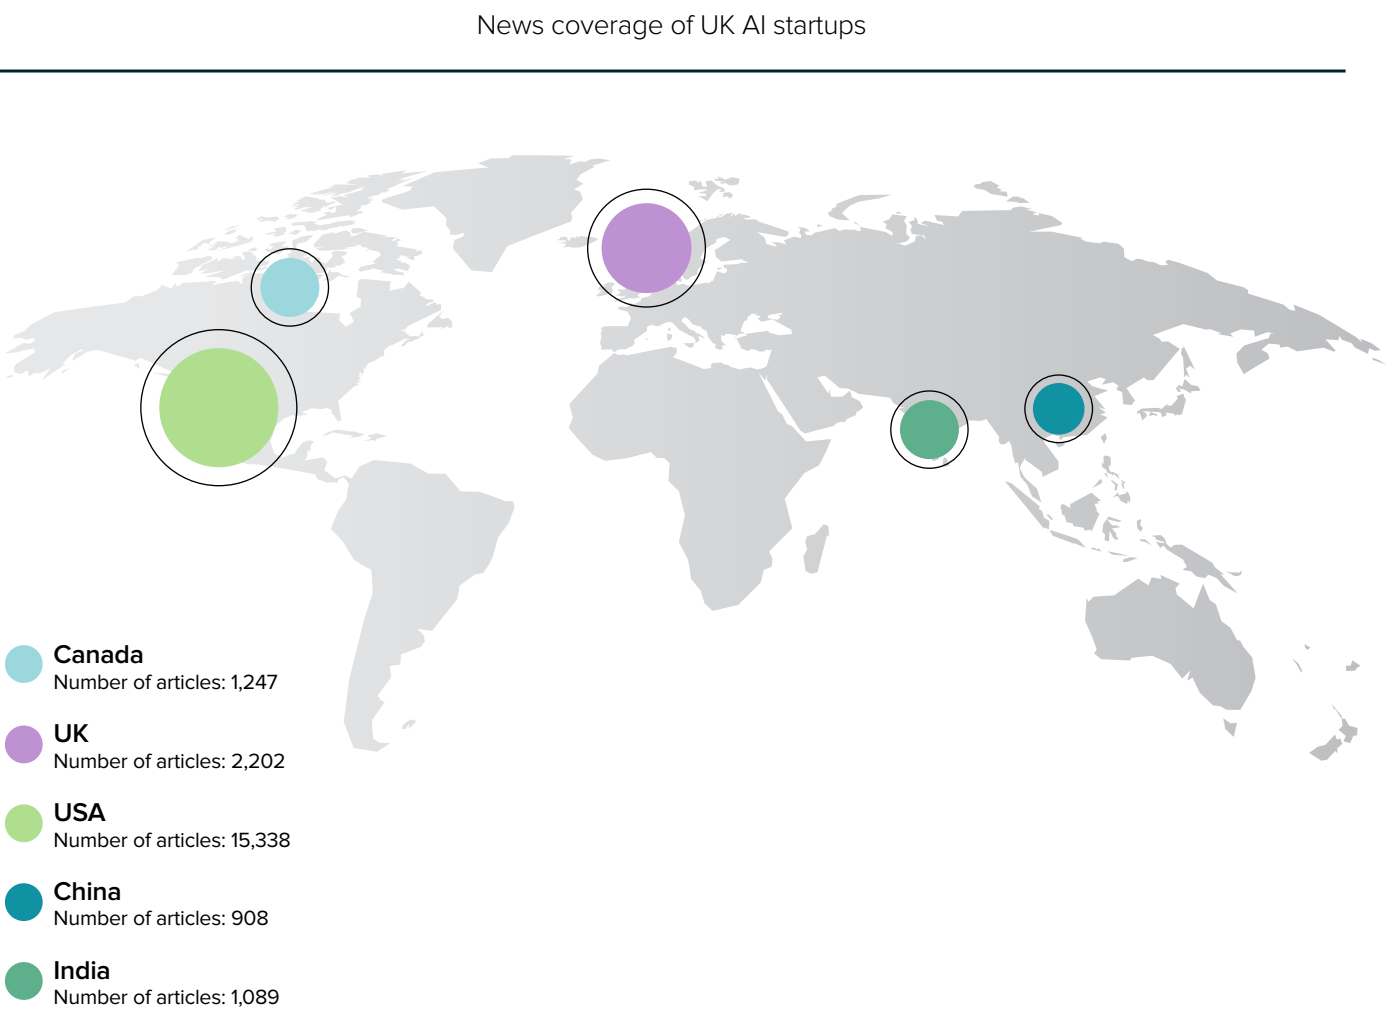 News coverage of UK AI startups
Canada
Number of articles: 1,247
UK
Number of articles: 2,202
USA
Number of articles: 15,338
China
Number of articles: 908
India
Number of articles: 1,089